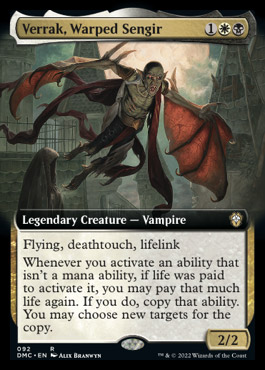 Verrak, Warped Sengir 1
Legendary Creature — Vampire
Flying, deathtouch, lifelink
Whenever you activate an ability that
isn't a mana ability, if life was paid
to activate it, you may pay that much
life again. If you do, copy that ability.
You may choose new targets for
the copy.
2/2
092 R
DMC • EN Alix Branwyn
™ & © 2022 Wizards of the Coast